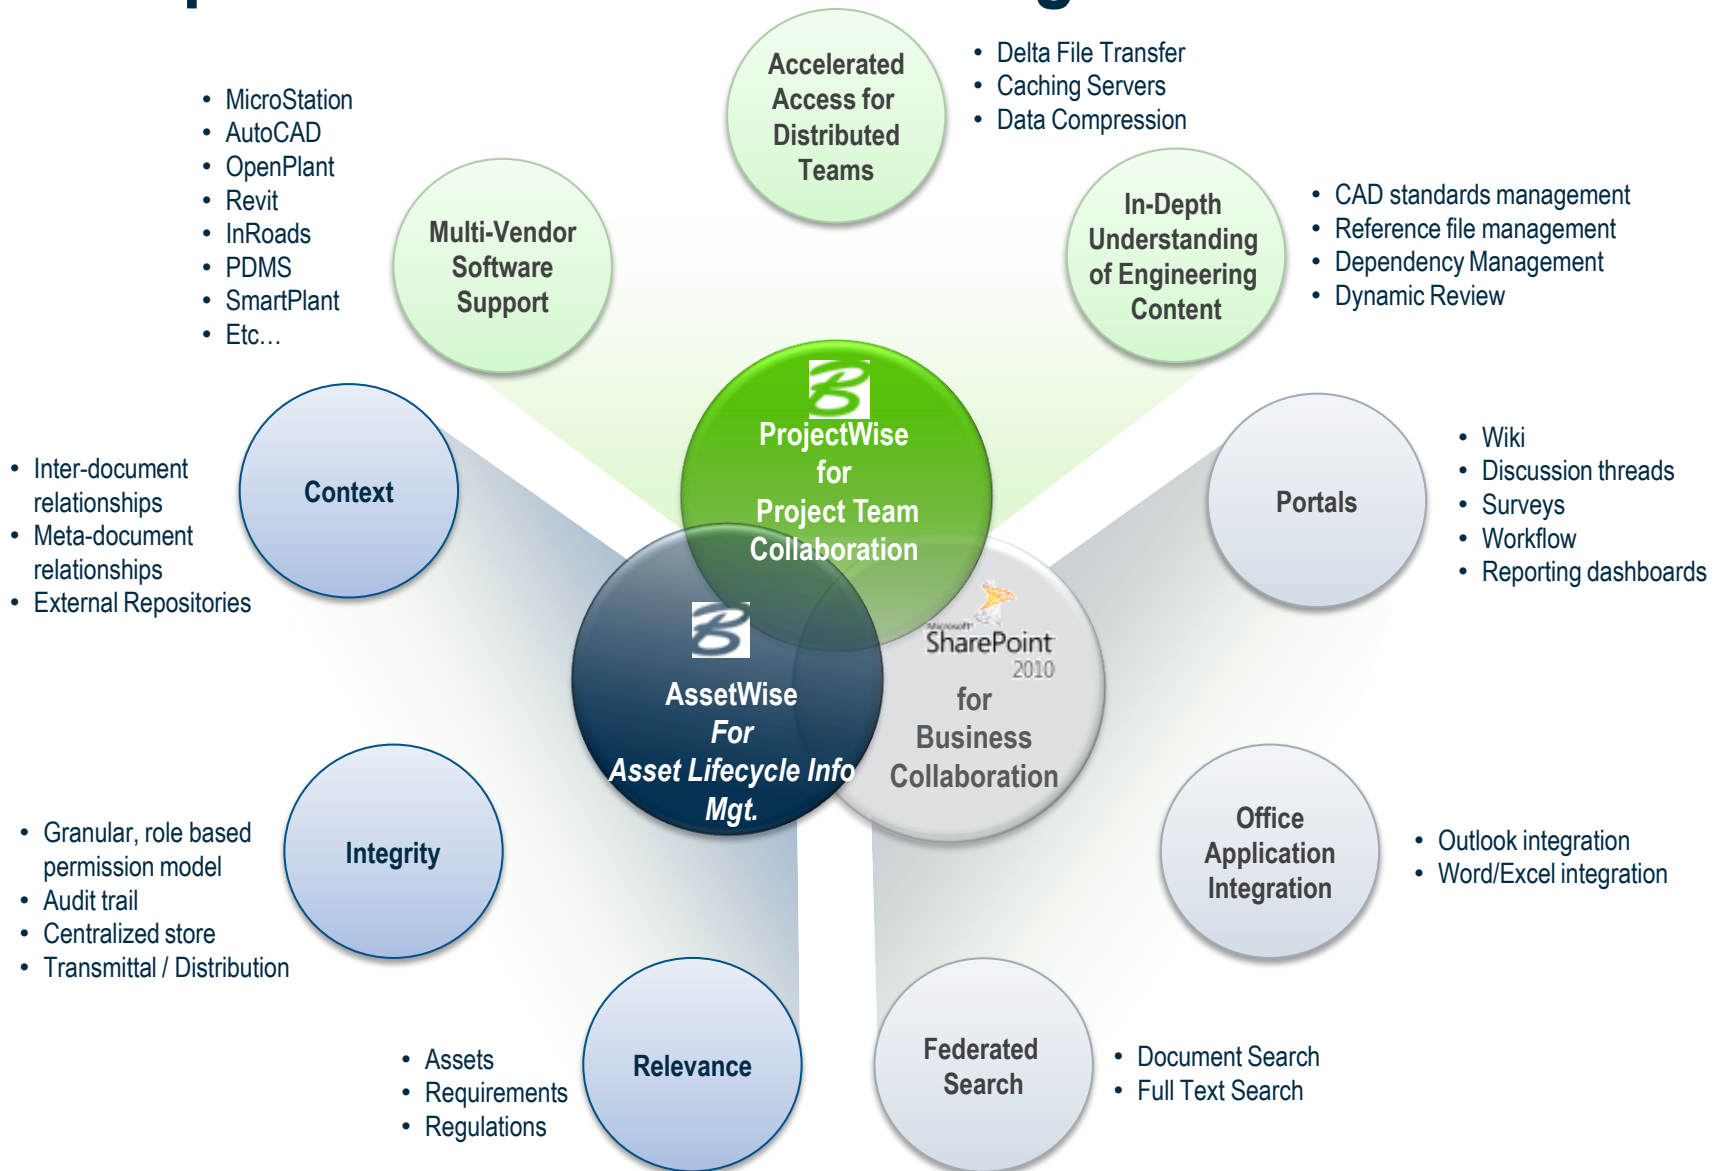 Accelerated
Access for
Distributed
Teams
• Delta File Transfer
• Caching Servers
• Data Compression
• MicroStation
• AutoCAD
• OpenPlant
• Revit
• InRoads
• PDMS
• SmartPlant
• Etc…
Multi-Vendor
Software
Support
In-Depth
Understanding
of Engineering
Content
• CAD standards management
• Reference file management
• Dependency Management
• Dynamic Review
ProjectWise
for
Project Team
Collaboration
Context
• Inter-document
relationships
• Meta-document
relationships
• External Repositories
Portals
• Wiki
• Discussion threads
• Surveys
• Workflow
• Reporting dashboards
AssetWise
For
Asset Lifecycle Info
Mgt.
Microsoft
SharePoint
2010
for
Business
Collaboration
Integrity
• Granular, role based
permission model
• Audit trail
• Centralized store
• Transmittal / Distribution
Office
Application
Integration
• Outlook integration
• Word/Excel integration
Relevance
• Assets
• Requirements
• Regulations
Federated
Search
• Document Search
• Full Text Search